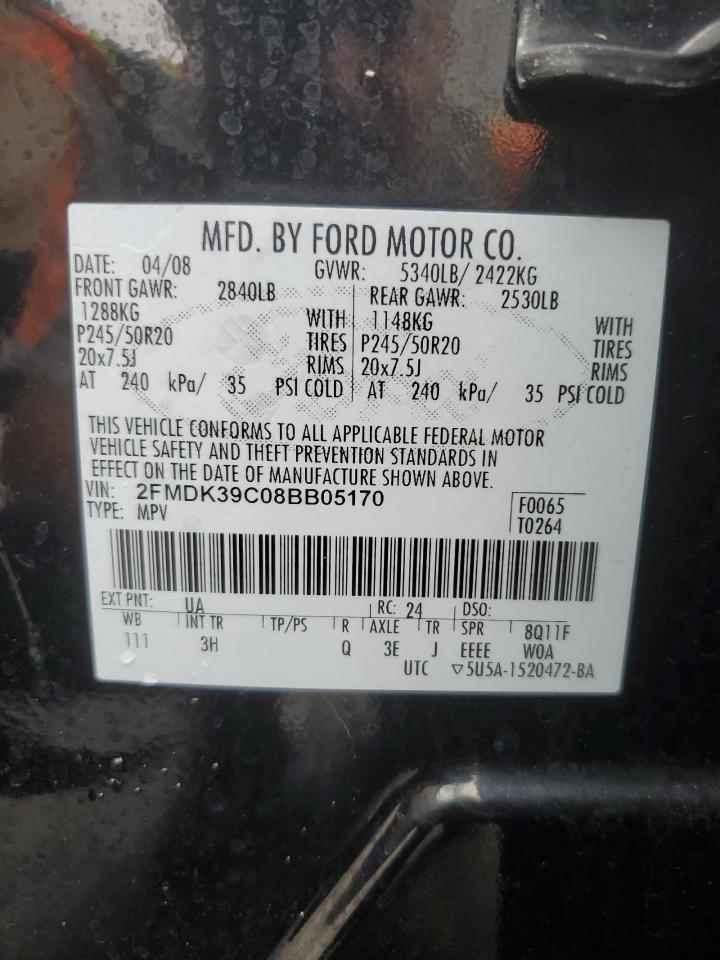 MFD. BY FORD MOTOR CO.
DATE: 04/08 GVWR: 5340LB/ 2422KG
FRONT GAWR: 2840LB REAR GAWR: 2530LB
1288KG WITH 1148KG WITH
P245/50R20 TIRES P245/50R20 TIRES
20x7.5J RIMS 20x7.5J RIMS
AT 240 kPa/ 35 PSI COLD AT 240 kPa/ 35 PSI COLD
THIS VEHICLE CONFORMS TO ALL APPLICABLE FEDERAL MOTOR
VEHICLE SAFETY AND THEFT PREVENTION STANDARDS IN
EFFECT ON THE DATE OF MANUFACTURE SHOWN ABOVE.
VIN: 2FMDK39C08BB05170 F0065
TYPE: MPV T0264
EXT PNT: UA RC: 24 DSO:
WB INT TR TP/PS R AXLE TR SPR 8Q11F
111 3H Q 3E J EEEE W0A
UTC ▽5U5A-1520472-BA